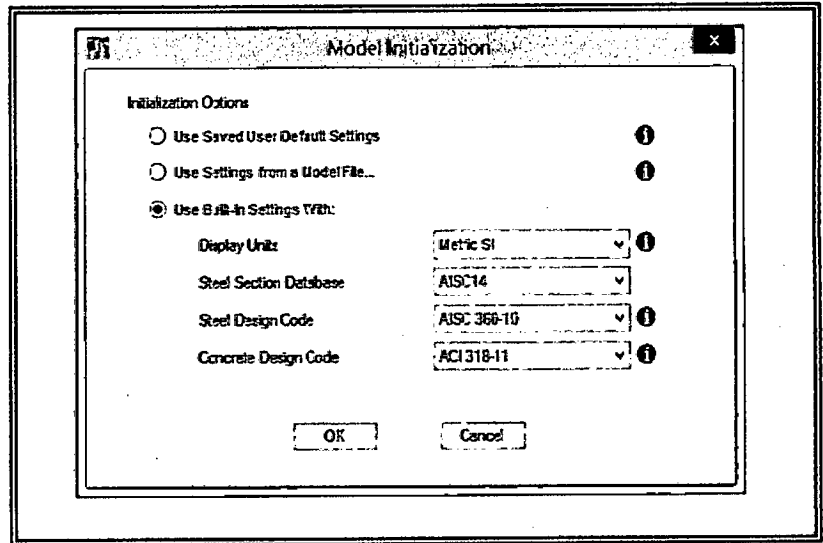 Model Initialization
Initialization Options
Use Saved User Default Settings
Use Settings from a Model File...
Use Built-in Settings With:
Display Units Metric SI
Steel Section Database AISC14
Steel Design Code AISC 360-10
Concrete Design Code ACI 318-11
OK Cancel